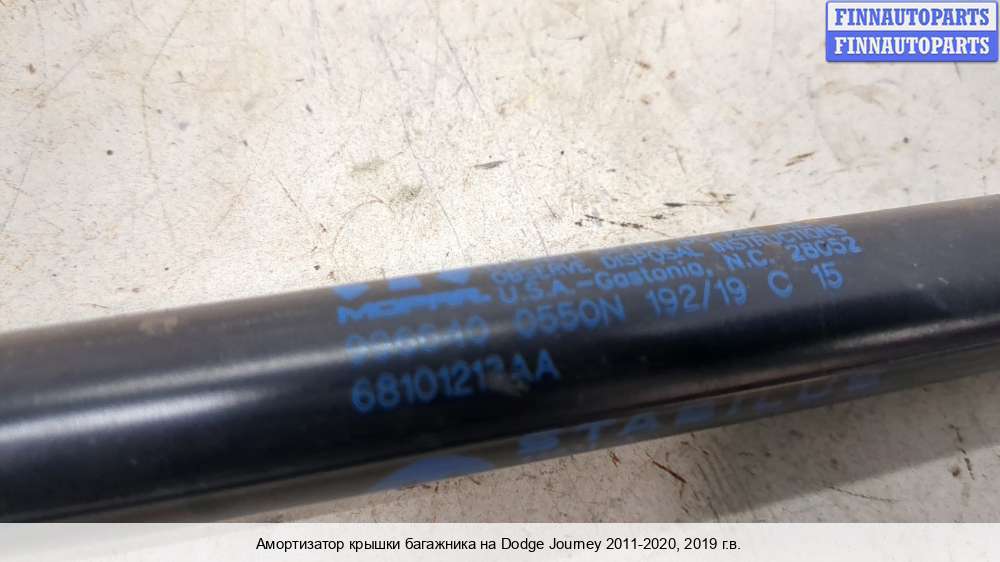 FINNAUTOPARTS
FINNAUTOPARTS
OBSERVE DISPOSAL INSTRUCTIONS
MOPAR U.S.A.-Gastonia, N.C. 28052
0550N 192/19 C 15
68101213AA
STABILUS
Амортизатор крышки багажника на Dodge Journey 2011-2020, 2019 г.в.